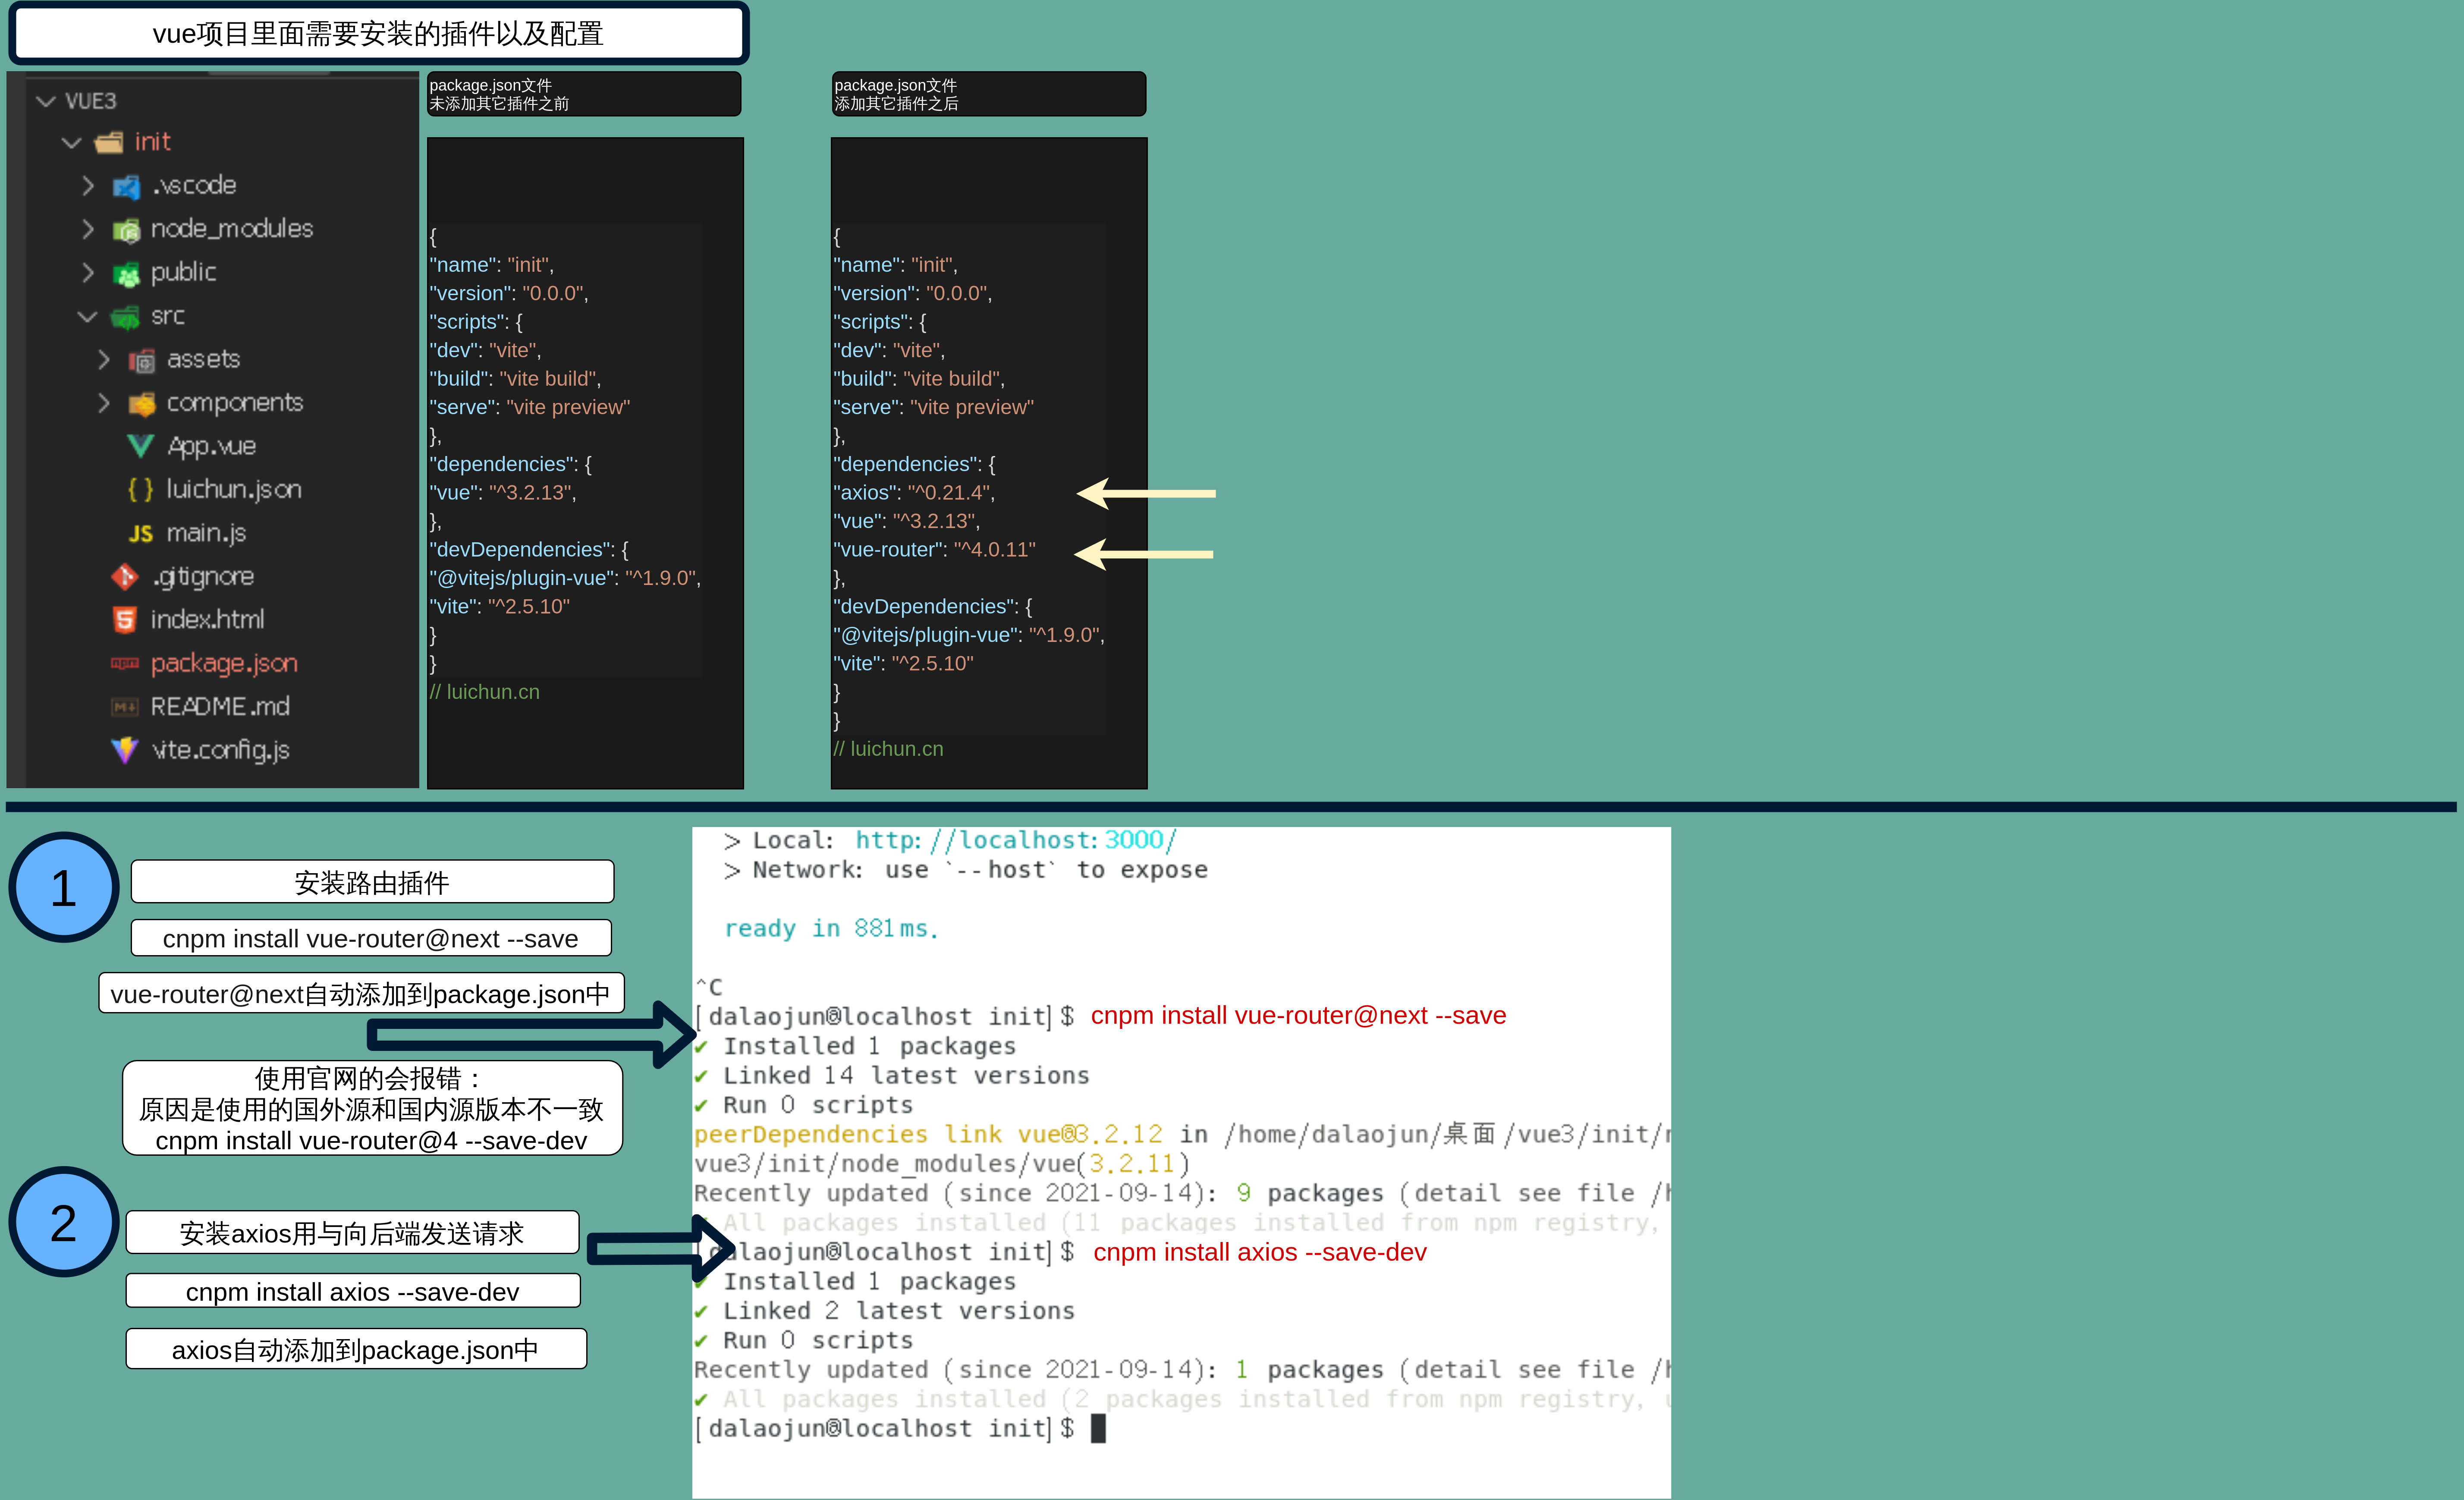 vue项目里面需要安装的插件以及配置
VUE3
init
.vscode
node_modules
public
src
assets
components
App.vue
luichun.json
JS main.js
.gitignore
index.html
package.json
README.md
vite.config.js
package.json文件
未添加其它插件之前
{
"name": "init",
"version": "0.0.0",
"scripts": {
"dev": "vite",
"build": "vite build",
"serve": "vite preview"
},
"dependencies": {
"vue": "^3.2.13",
},
"devDependencies": {
"@vitejs/plugin-vue": "^1.9.0",
"vite": "^2.5.10"
}
}
// luichun.cn
package.json文件
添加其它插件之后
{
"name": "init",
"version": "0.0.0",
"scripts": {
"dev": "vite",
"build": "vite build",
"serve": "vite preview"
},
"dependencies": {
"axios": "^0.21.4",
"vue": "^3.2.13",
"vue-router": "^4.0.11"
},
"devDependencies": {
"@vitejs/plugin-vue": "^1.9.0",
"vite": "^2.5.10"
}
}
// luichun.cn
1
安装路由插件
cnpm install vue-router@next --save
vue-router@next自动添加到package.json中
使用官网的会报错：
原因是使用的国外源和国内源版本不一致
cnpm install vue-router@4 --save-dev
2
安装axios用与向后端发送请求
cnpm install axios --save-dev
axios自动添加到package.json中
> Local: http://localhost:3000/
> Network: use `--host` to expose
ready in 881ms.
^C
[dalaojun@localhost init]$ cnpm install vue-router@next --save
✔ Installed 1 packages
✔ Linked 14 latest versions
✔ Run 0 scripts
peerDependencies link vue@3.2.12 in /home/dalaojun/桌面/vue3/init/
vue3/init/node_modules/vue(3.2.11)
Recently updated (since 2021-09-14): 9 packages (detail see file /
✔ All packages installed (11 packages installed from npm registry,
[dalaojun@localhost init]$ cnpm install axios --save-dev
✔ Installed 1 packages
✔ Linked 2 latest versions
✔ Run 0 scripts
Recently updated (since 2021-09-14): 1 packages (detail see file /
✔ All packages installed (2 packages installed from npm registry,
[dalaojun@localhost init]$